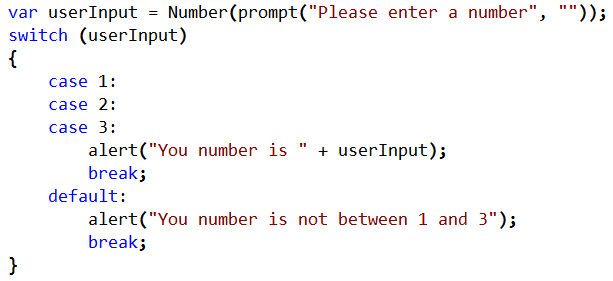 var userInput = Number(prompt("Please enter a number", ""));
switch (userInput)
{
    case 1:
    case 2:
    case 3:
        alert("You number is " + userInput);
        break;
    default:
        alert("You number is not between 1 and 3");
        break;
}